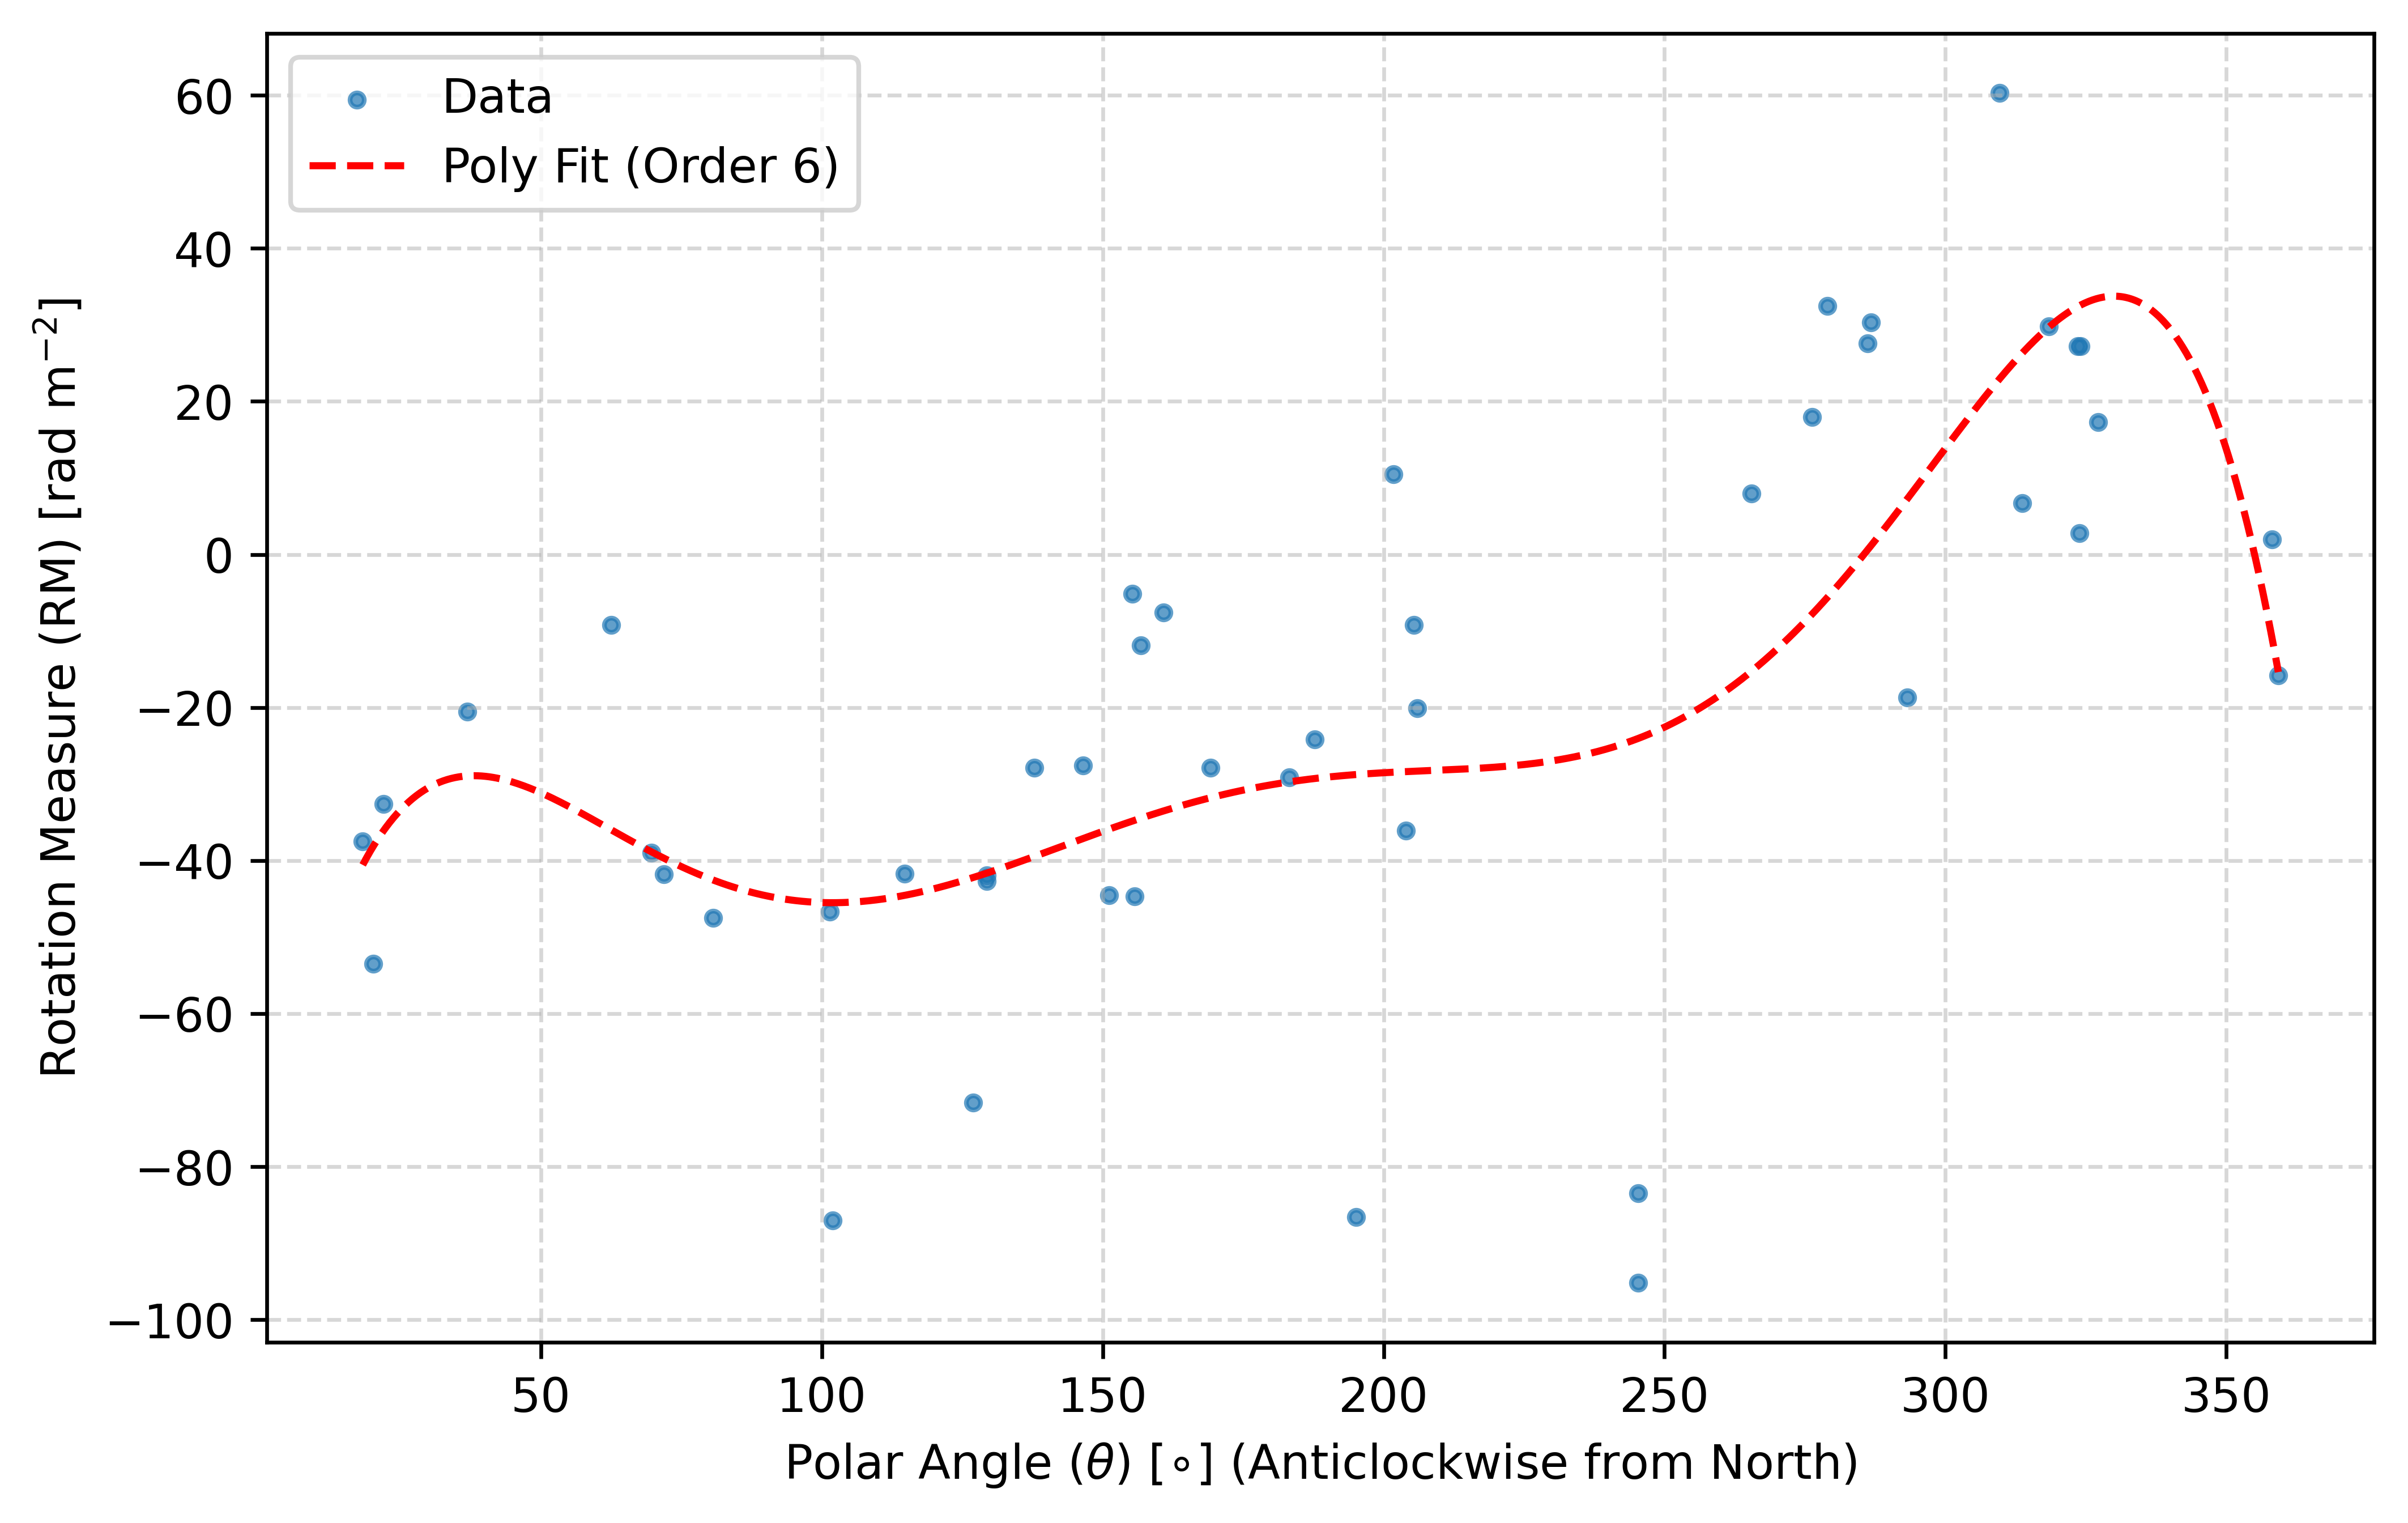 Data
Poly Fit (Order 6)
60
40
20
0
−20
−40
−60
−80
−100
Rotation Measure (RM) [rad m⁻²]
50 100 150 200 250 300 350
Polar Angle (θ) [∘] (Anticlockwise from North)